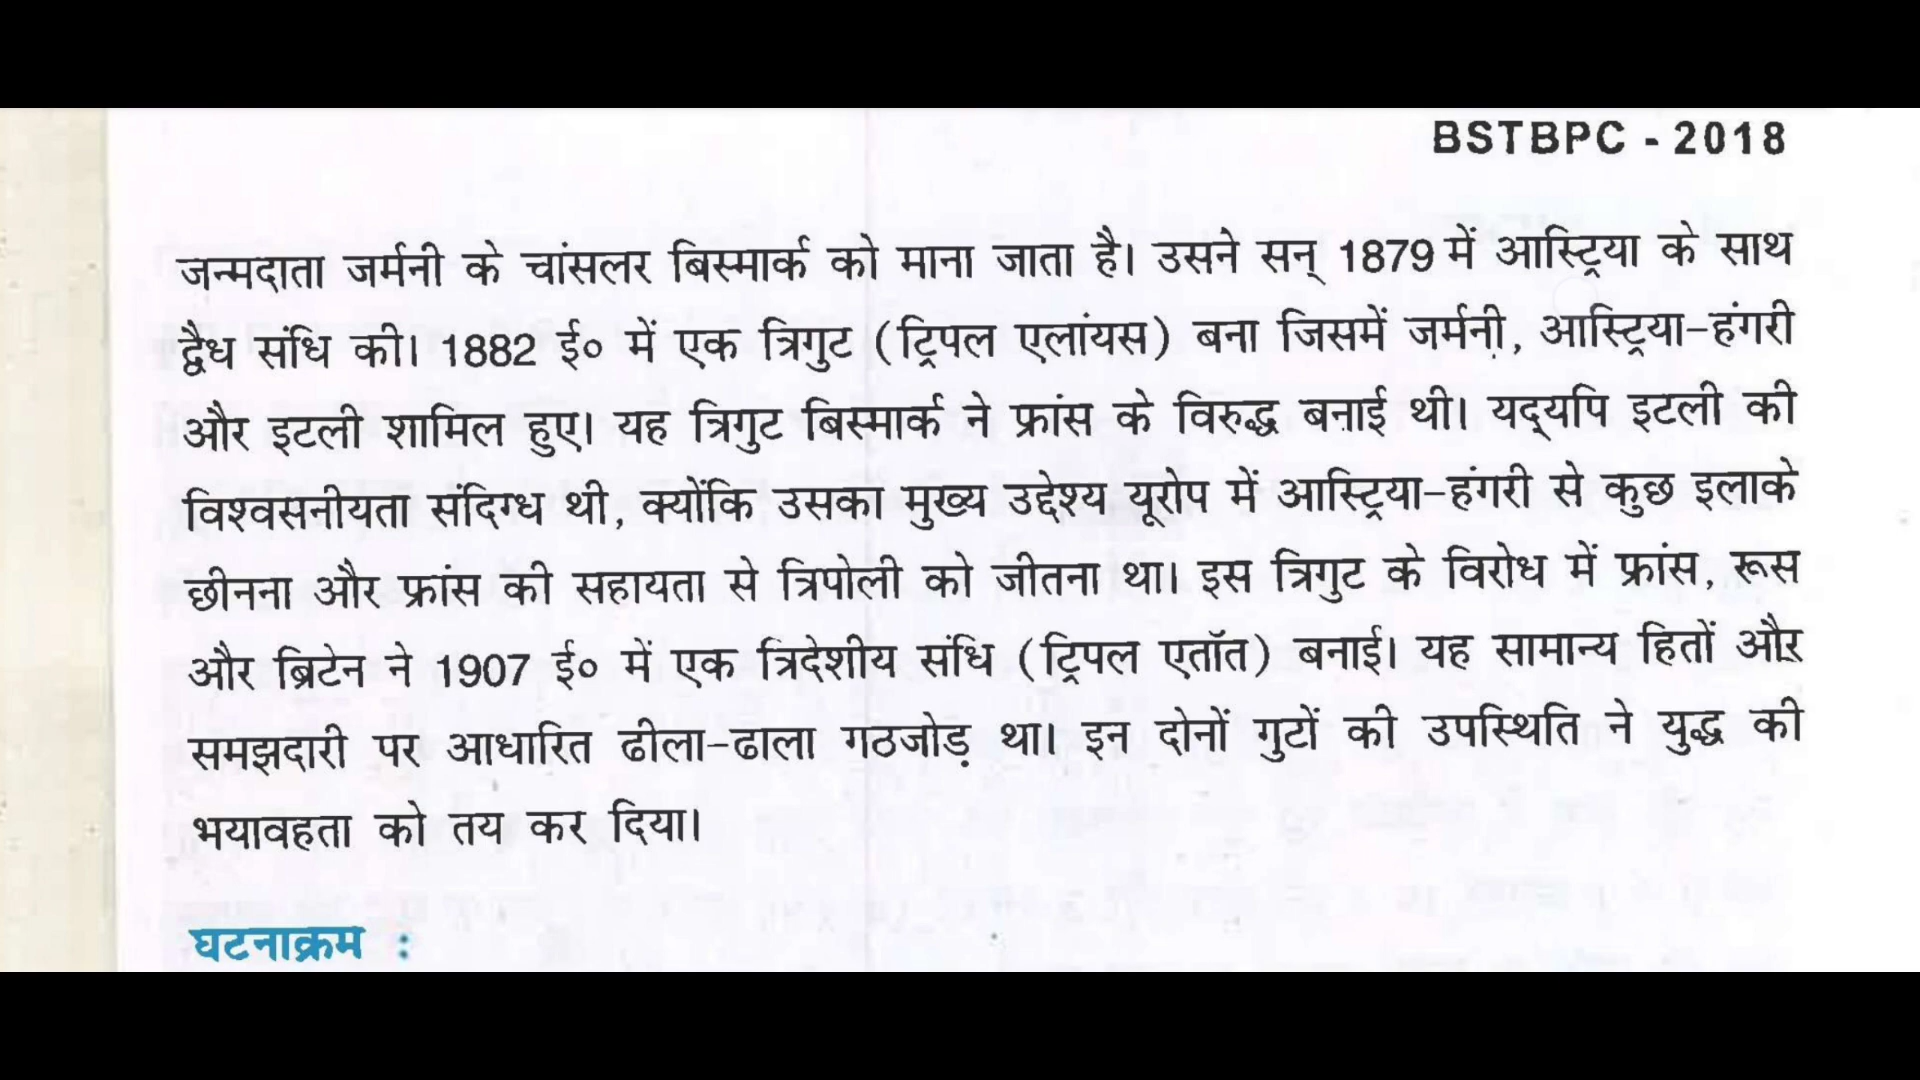 BSTBPC - 2018
जन्मदाता जर्मनी के चांसलर बिस्मार्क को माना जाता है। उसने सन् 1879 में आस्ट्रिया के साथ
द्वैध संधि की। 1882 ई० में एक त्रिगुट (ट्रिपल एलांयस) बना जिसमें जर्मनी, आस्ट्रिया-हंगरी
और इटली शामिल हुए। यह त्रिगुट बिस्मार्क ने फ्रांस के विरुद्ध बनाई थी। यद्यपि इटली की
विश्वसनीयता संदिग्ध थी, क्योंकि उसका मुख्य उद्देश्य यूरोप में आस्ट्रिया-हंगरी से कुछ इलाके
छीनना और फ्रांस की सहायता से त्रिपोली को जीतना था। इस त्रिगुट के विरोध में फ्रांस, रूस
और ब्रिटेन ने 1907 ई० में एक त्रिदेशीय संधि (ट्रिपल एतॉत) बनाई। यह सामान्य हितों और
समझदारी पर आधारित ढीला-ढाला गठजोड़ था। इन दोनों गुटों की उपस्थिति ने युद्ध की
भयावहता को तय कर दिया।
घटनाक्रम :